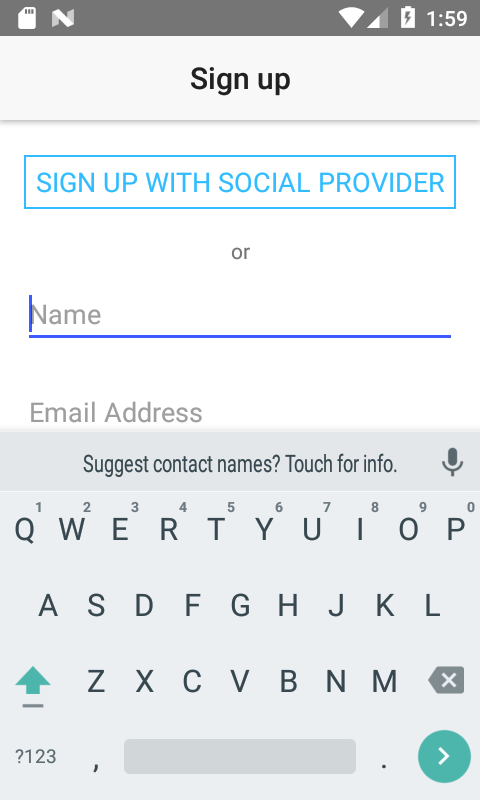 1:59
Sign up
SIGN UP WITH SOCIAL PROVIDER
or
Name
Email Address
Suggest contact names? Touch for info.
1 2 3 4 5 6 7 8 9 0
Q W E R T Y U I O P
A S D F G H J K L
Z X C V B N M
?123 , .